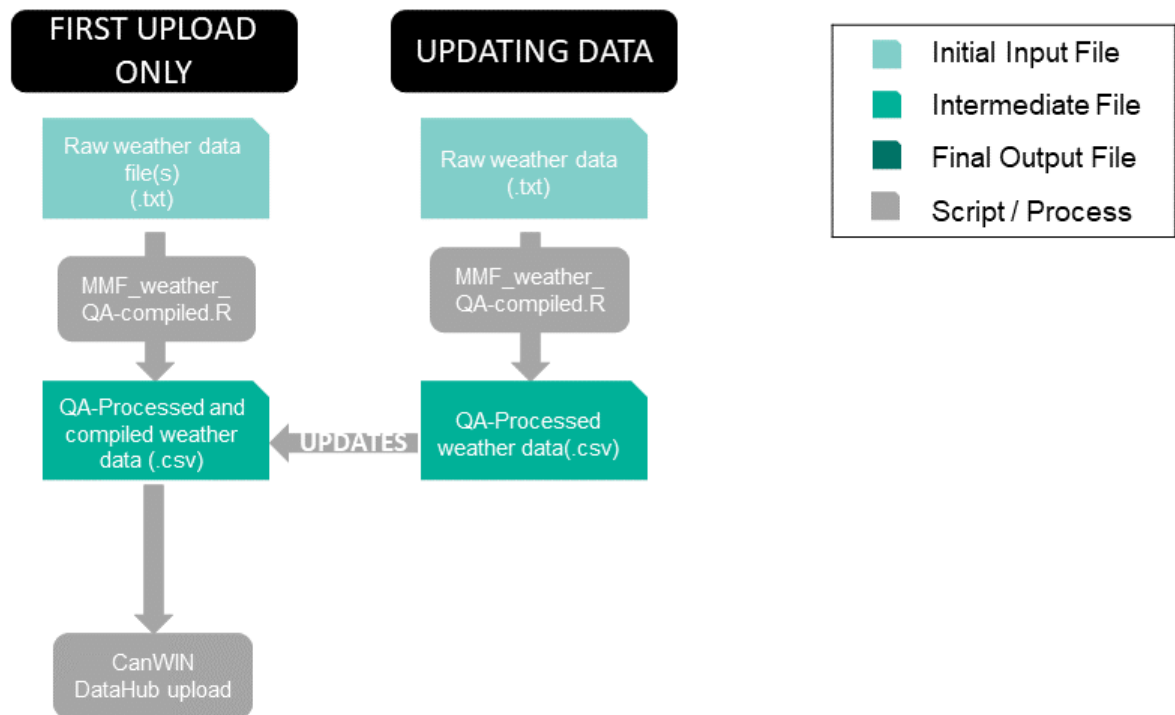 FIRST UPLOAD
ONLY
UPDATING DATA
Raw weather data
file(s)
(.txt)
Raw weather data
(.txt)
MMF_weather_
QA-compiled.R
MMF_weather_
QA-compiled.R
QA-Processed and
compiled weather
data (.csv)
UPDATES
QA-Processed
weather data(.csv)
CanWIN
DataHub upload
Initial Input File
Intermediate File
Final Output File
Script / Process